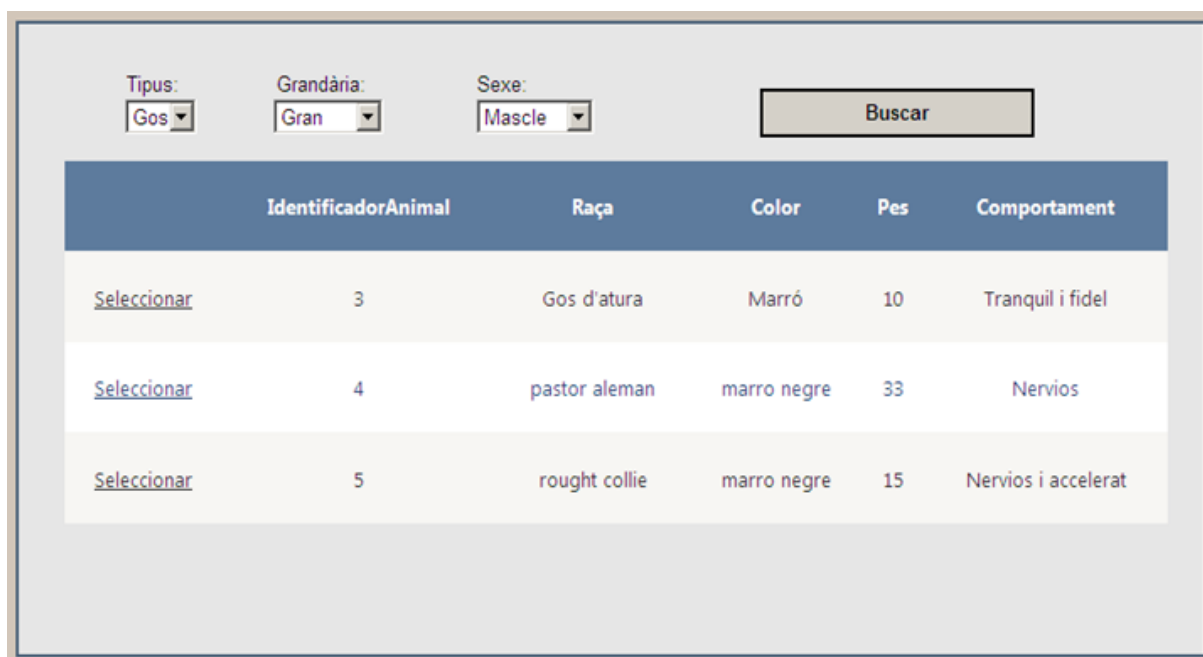 Tipus: Grandària: Sexe:
Gos Gran Mascle Buscar
IdentificadorAnimal Raça Color Pes Comportament
Seleccionar 3 Gos d'atura Marró 10 Tranquil i fidel
Seleccionar 4 pastor aleman marro negre 33 Nervios
Seleccionar 5 rought collie marro negre 15 Nervios i accelerat